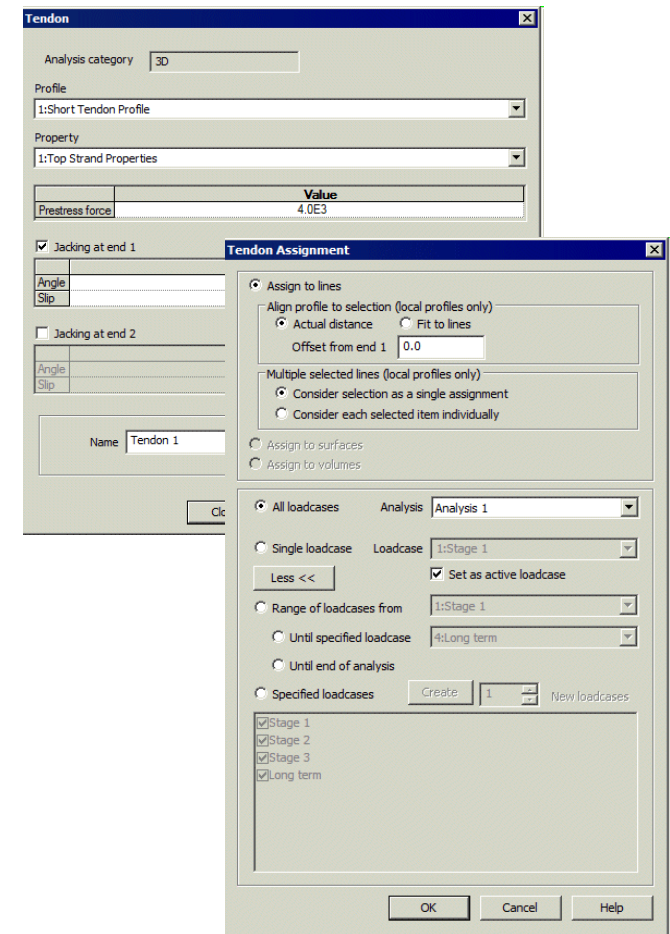 Tendon
Analysis category 3D
Profile
1:Short Tendon Profile
Property
1:Top Strand Properties
Value
Prestress force 4.0E3
Jacking at end 1
Angle
Slip
Jacking at end 2
Angle
Slip
Name Tendon 1
Tendon Assignment
Assign to lines
Align profile to selection (local profiles only)
Actual distance Fit to lines
Offset from end 1 0.0
Multiple selected lines (local profiles only)
Consider selection as a single assignment
Consider each selected item individually
Assign to surfaces
Assign to volumes
All loadcases Analysis Analysis 1
Single loadcase Loadcase 1:Stage 1
Less << Set as active loadcase
Range of loadcases from 1:Stage 1
Until specified loadcase 4:Long term
Until end of analysis
Specified loadcases Create 1 New loadcases
Stage 1
Stage 2
Stage 3
Long term
OK Cancel Help